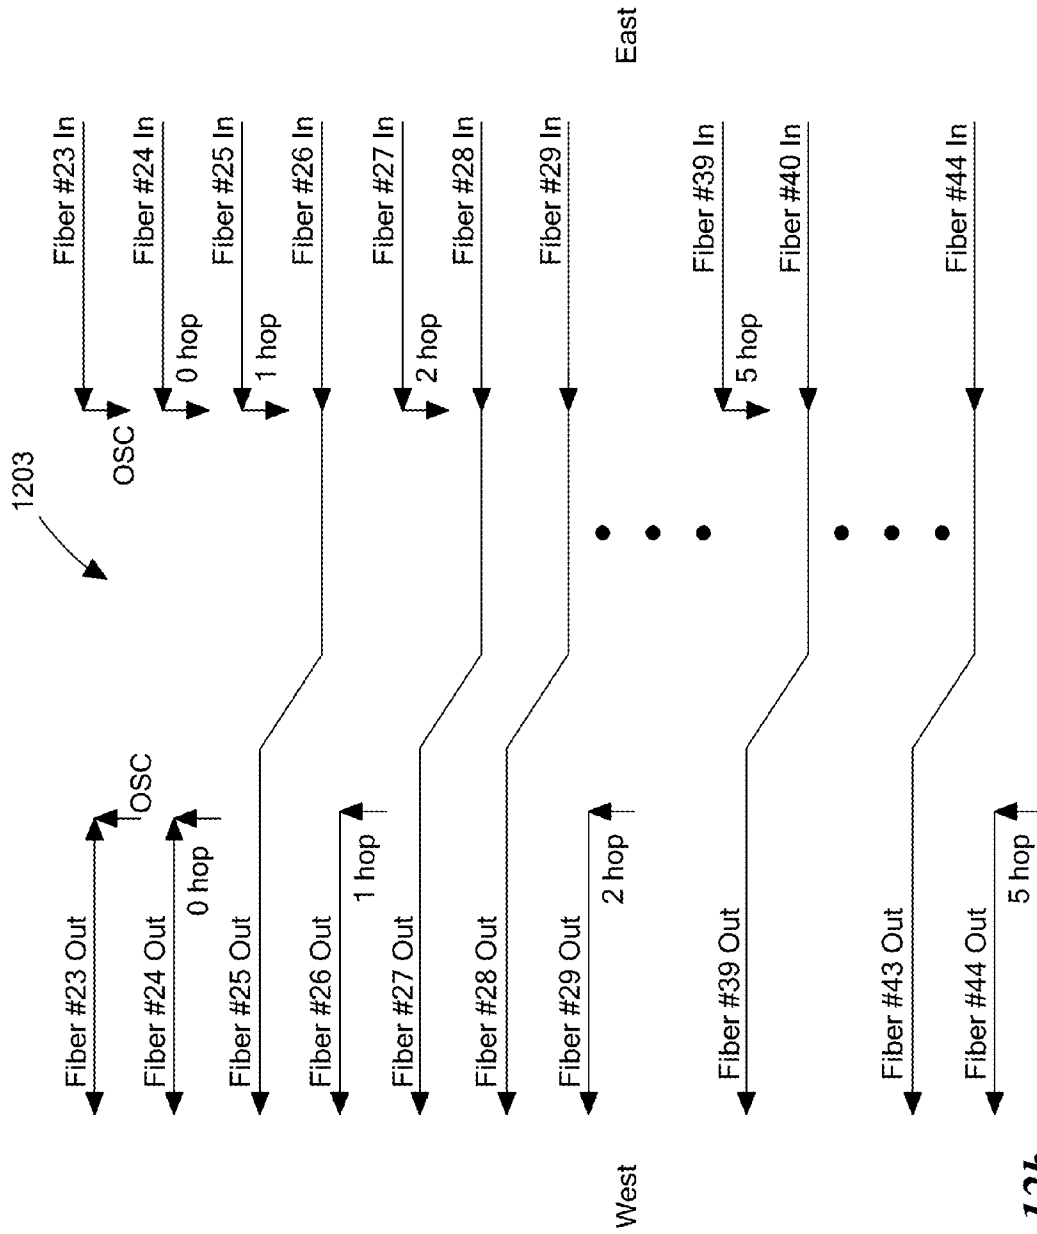 1203
Fiber #23 Out
OSC
OSC
Fiber #23 In
Fiber #24 Out
0 hop
0 hop
Fiber #24 In
Fiber #25 Out
1 hop
Fiber #25 In
Fiber #26 Out
1 hop
Fiber #26 In
Fiber #27 Out
2 hop
Fiber #27 In
Fiber #28 Out
Fiber #28 In
Fiber #29 Out
2 hop
Fiber #29 In
West
East
Fiber #39 Out
5 hop
Fiber #39 In
Fiber #40 In
Fiber #43 Out
Fiber #44 Out
5 hop
Fiber #44 In
12b